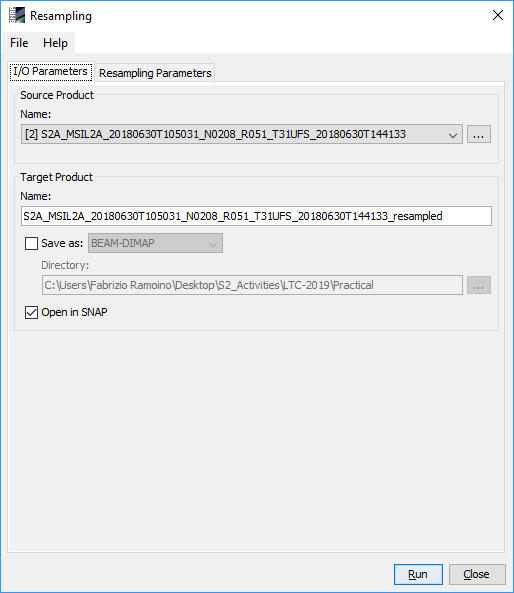 Resampling
File Help
I/O Parameters Resampling Parameters
Source Product
Name:
[2] S2A_MSIL2A_20180630T105031_N0208_R051_T31UFS_20180630T144133 ...
Target Product
Name:
S2A_MSIL2A_20180630T105031_N0208_R051_T31UFS_20180630T144133_resampled
Save as: BEAM-DIMAP
Directory:
C:\Users\Fabrizio Ramoino\Desktop\S2_Activities\LTC-2019\Practical ...
Open in SNAP
Run Close